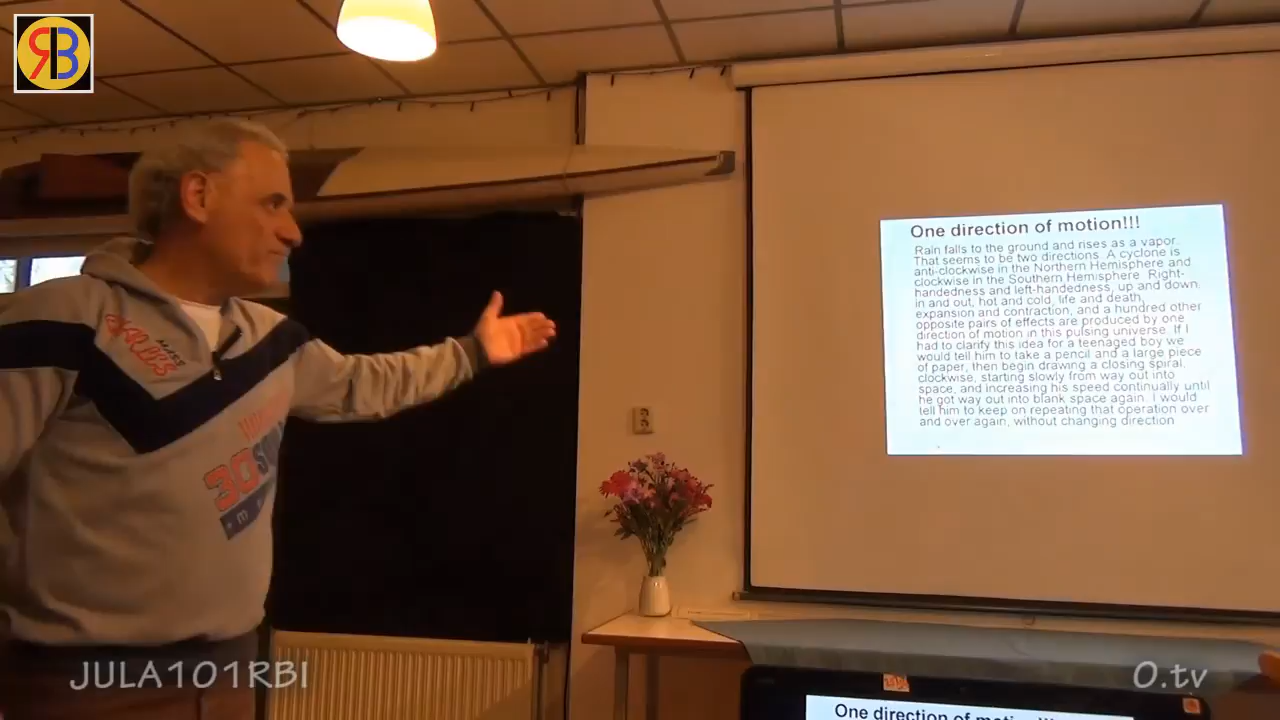 RB
One direction of motion!!!
Rain falls to the ground and rises as a vapor.
That seems to be two directions. A cyclone is
anti-clockwise in the Northern Hemisphere and
clockwise in the Southern Hemisphere. Right-
handedness and left-handedness, up and down,
in and out, hot and cold, life and death,
expansion and contraction, and a hundred other
opposite pairs of effects are produced by one
direction of motion in this pulsing universe. If I
had to clarify this idea for a teenaged boy we
would tell him to take a pencil and a large piece
of paper, then begin drawing a closing spiral,
clockwise, starting slowly from way out into
space, and increasing his speed continually until
he got way out into blank space again. I would
tell him to keep on repeating that operation over
and over again, without changing direction
30
JULA101RBI
O.tv
One direction of motion!!!